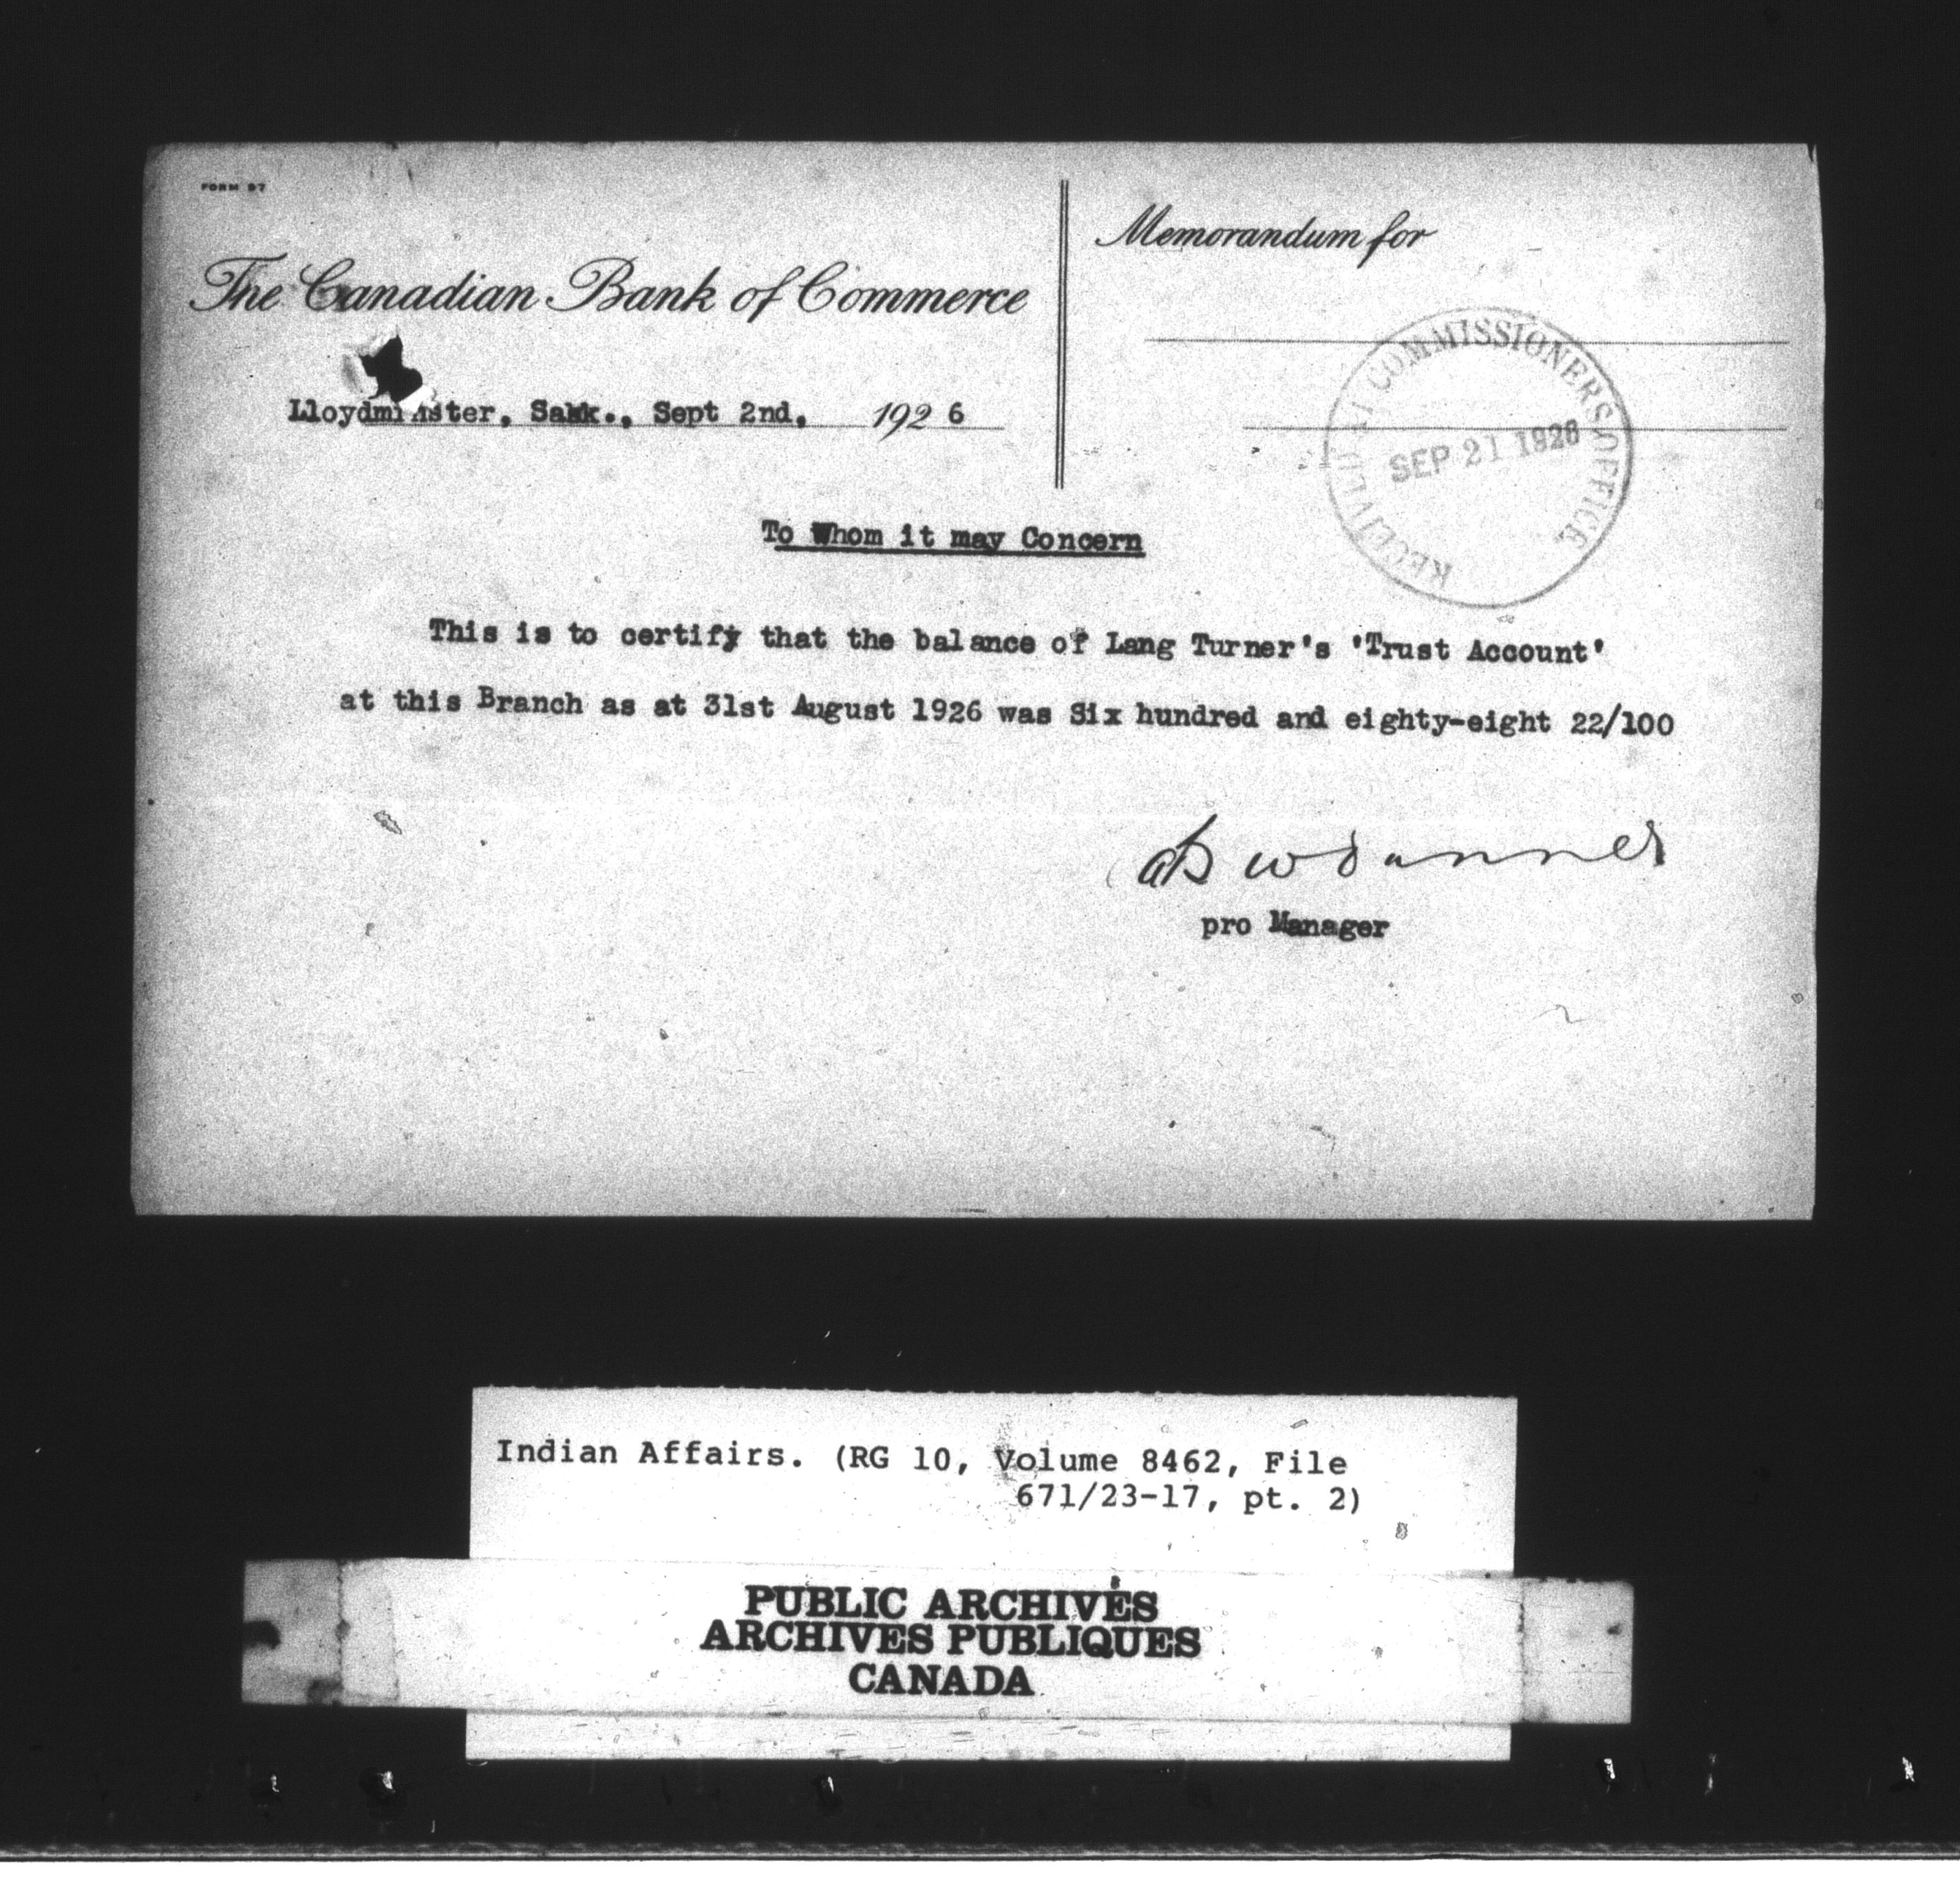 FORM 97
The Canadian Bank of Commerce
Memorandum for
Lloydminster, Sask., Sept 2nd, 1926
RECEIVED AT COMMISSIONERS OFFICE
SEP 21 1926
To Whom it may Concern
This is to certify that the balance of Lang Turner's 'Trust Account'
at this Branch as at 31st August 1926 was Six hundred and eighty-eight 22/100
pro Manager
Indian Affairs. (RG 10, Volume 8462, File
671/23-17, pt. 2)
PUBLIC ARCHIVES
ARCHIVES PUBLIQUES
CANADA